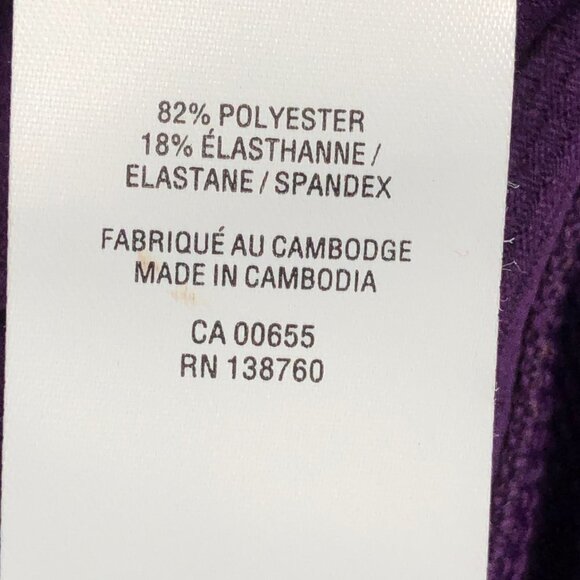 82% POLYESTER
18% ÉLASTHANNE /
ELASTANE / SPANDEX
FABRIQUÉ AU CAMBODGE
MADE IN CAMBODIA
CA 00655
RN 138760